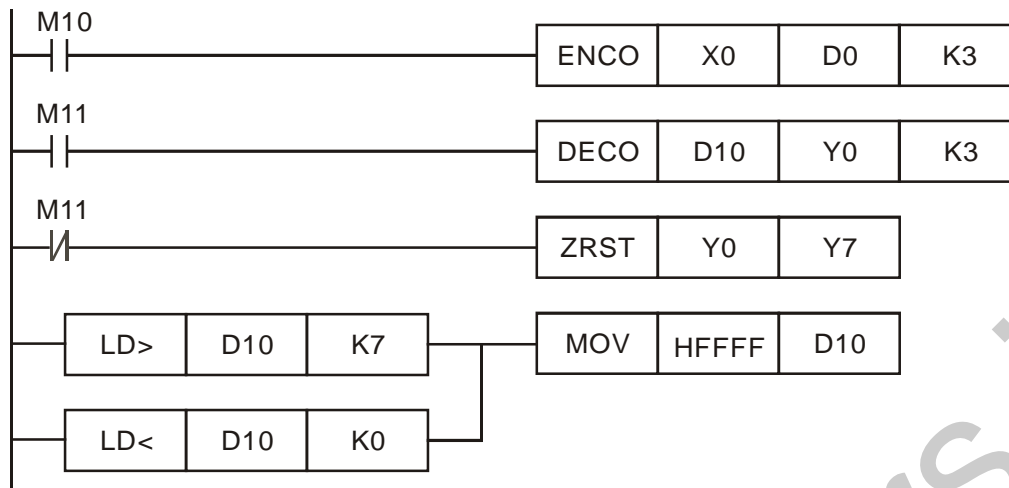 M10
ENCO X0 D0 K3
M11
DECO D10 Y0 K3
M11
ZRST Y0 Y7
LD> D10 K7 MOV HFFFF D10
LD< D10 K0